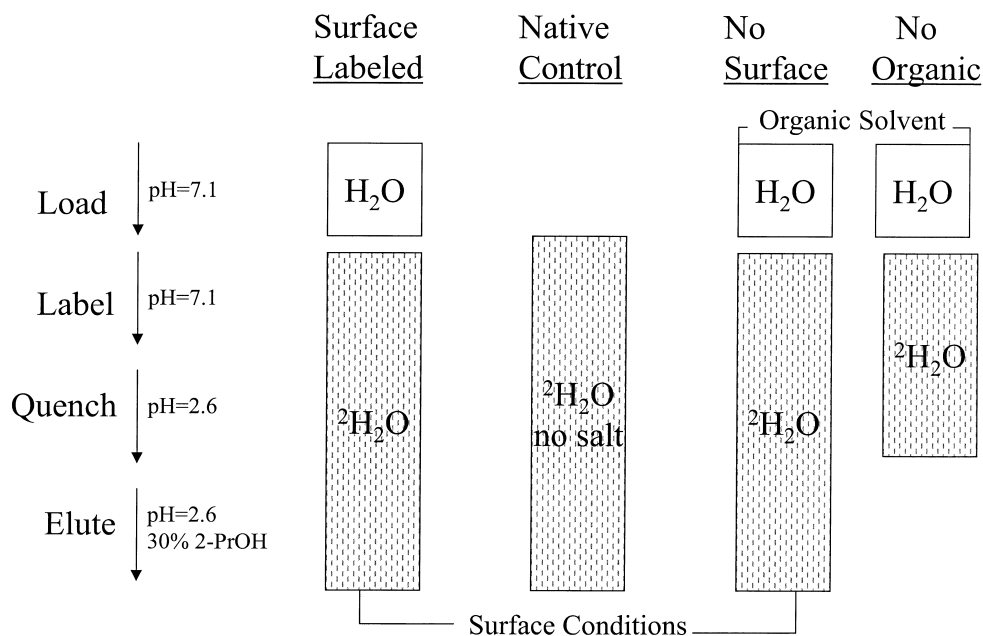 Surface
Labeled
Native
Control
No
Surface
No
Organic
Organic Solvent
Load
pH=7.1
H₂O
H₂O
H₂O
Label
pH=7.1
²H₂O
Quench
pH=2.6
²H₂O
²H₂O
no salt
²H₂O
Elute
pH=2.6
30% 2-PrOH
Surface Conditions